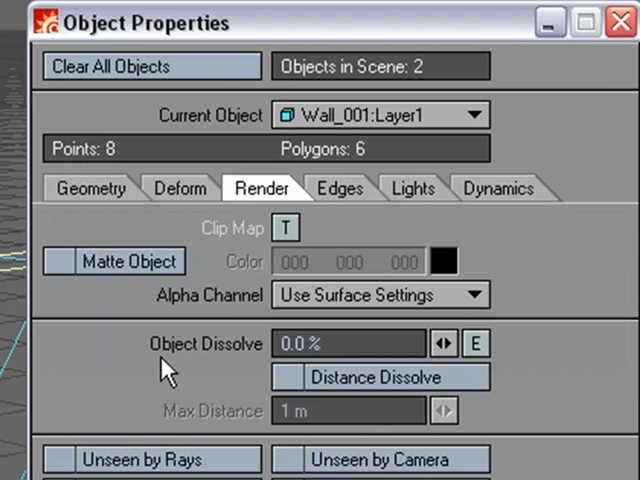 Object Properties
Clear All Objects Objects in Scene: 2
Current Object Wall_001:Layer1
Points: 8 Polygons: 6
Geometry Deform Render Edges Lights Dynamics
Clip Map T
Matte Object Color 000 000 000
Alpha Channel Use Surface Settings
Object Dissolve 0.0 % E
Distance Dissolve
Max Distance 1 m
Unseen by Rays Unseen by Camera